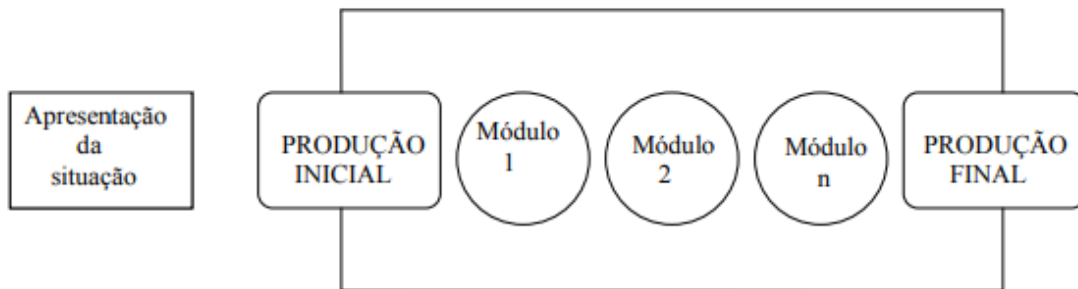 Apresentação
da
situação
PRODUÇÃO
INICIAL
Módulo
1
Módulo
2
Módulo
n
PRODUÇÃO
FINAL